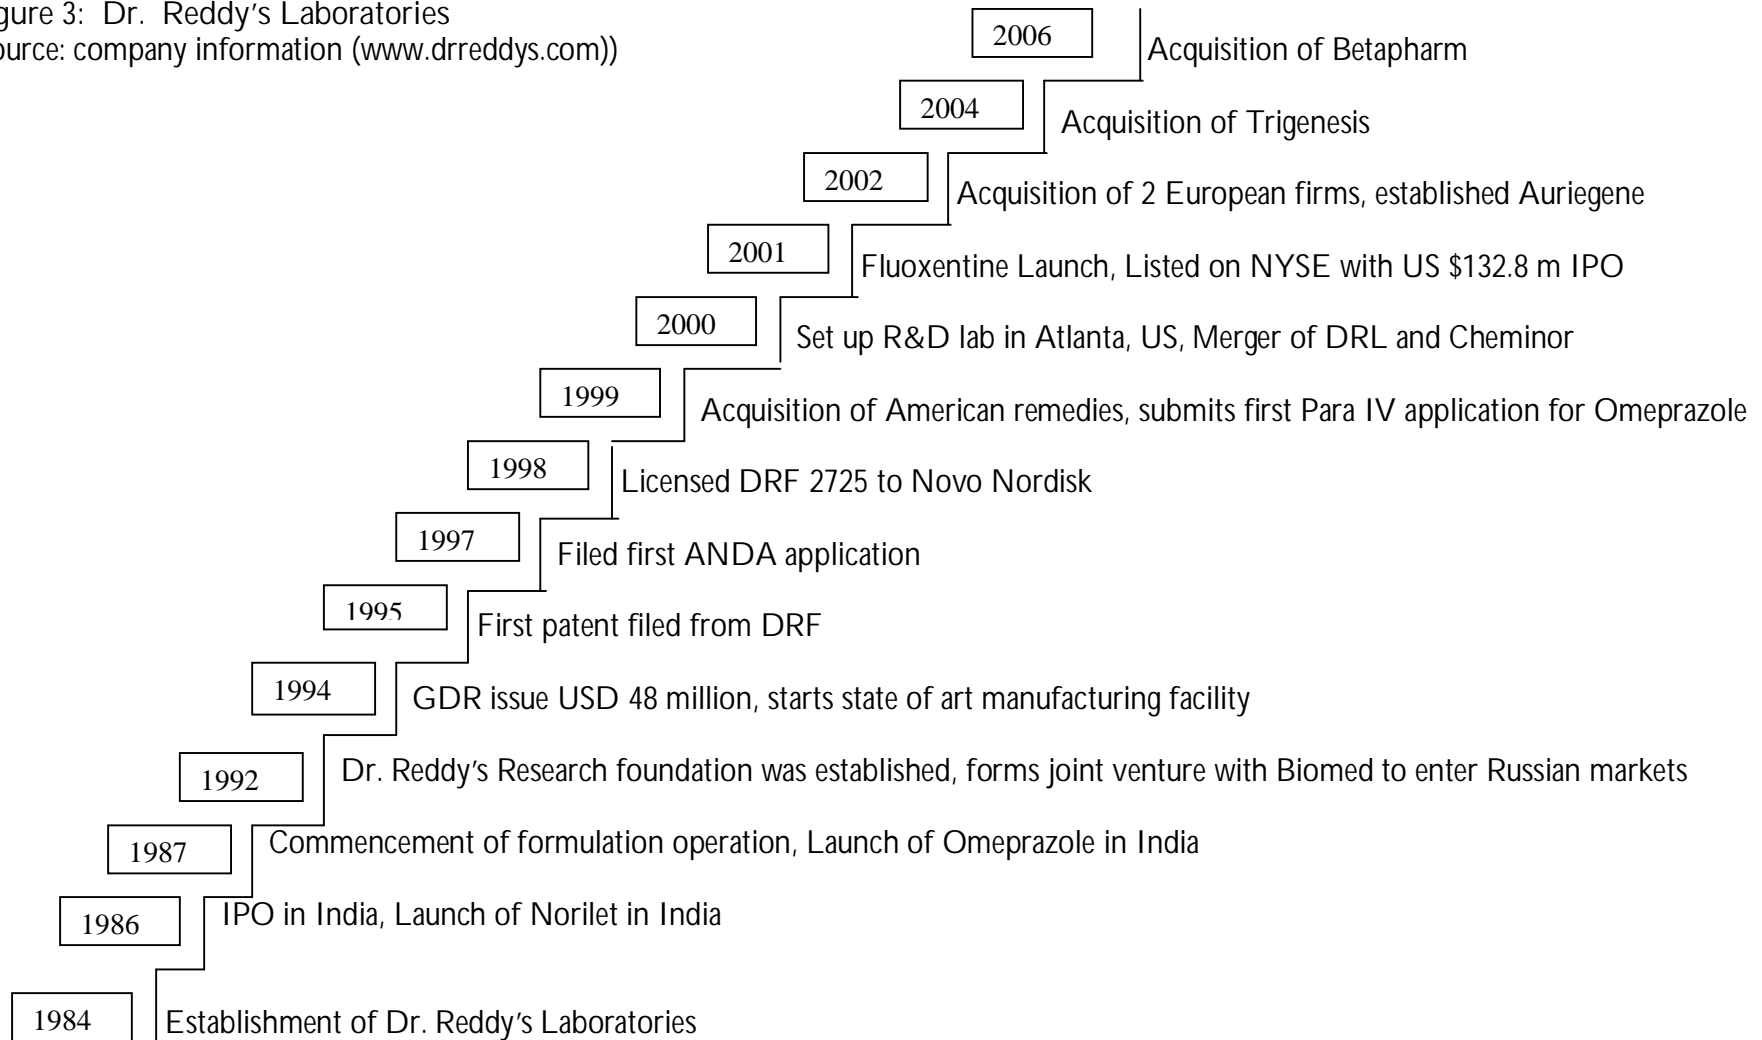 gure 3: Dr. Reddy’s Laboratories
ource: company information (www.drreddys.com))
2006
Acquisition of Betapharm
2004
Acquisition of Trigenesis
2002
Acquisition of 2 European firms, established Auriegene
2001
Fluoxentine Launch, Listed on NYSE with US $132.8 m IPO
2000
Set up R&D lab in Atlanta, US, Merger of DRL and Cheminor
1999
Acquisition of American remedies, submits first Para IV application for Omeprazole
1998
Licensed DRF 2725 to Novo Nordisk
1997
Filed first ANDA application
1995
First patent filed from DRF
1994
GDR issue USD 48 million, starts state of art manufacturing facility
1992
Dr. Reddy’s Research foundation was established, forms joint venture with Biomed to enter Russian markets
1987
Commencement of formulation operation, Launch of Omeprazole in India
1986
IPO in India, Launch of Norilet in India
1984
Establishment of Dr. Reddy’s Laboratories